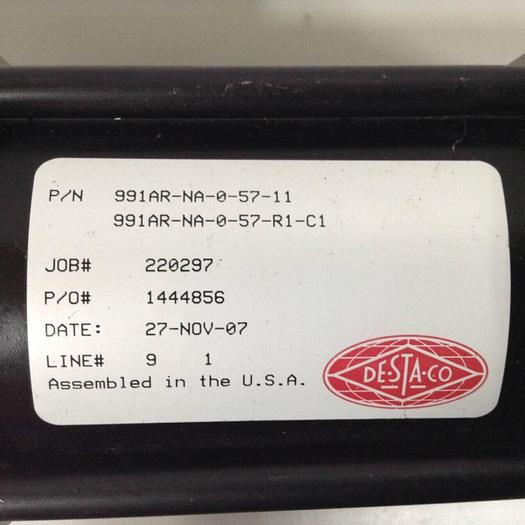 P/N 991AR-NA-0-57-11
991AR-NA-0-57-R1-C1
JOB# 220297
P/O# 1444856
DATE: 27-NOV-07
LINE# 9 1
Assembled in the U.S.A.
DE-STA-CO